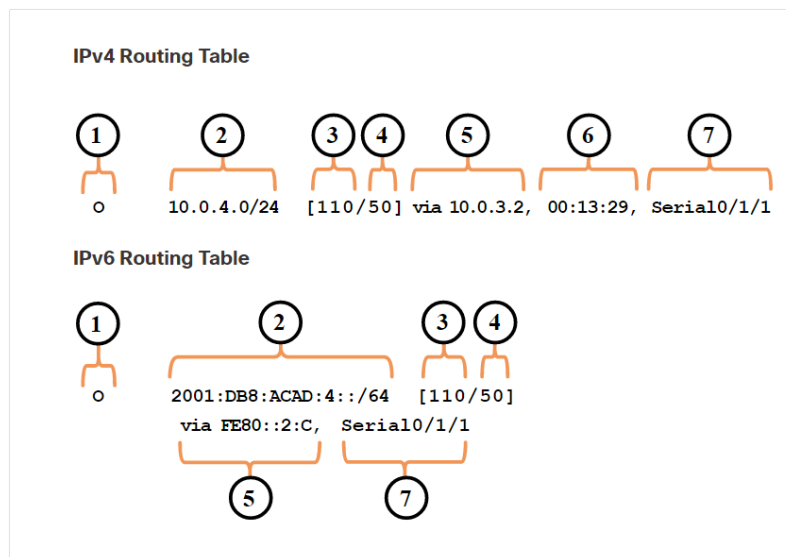 IPv4 Routing Table
1 2 3 4 5 6 7
O 10.0.4.0/24 [110/50] via 10.0.3.2, 00:13:29, Serial0/1/1
IPv6 Routing Table
1 2 3 4
O 2001:DB8:ACAD:4::/64 [110/50]
via FE80::2:C, Serial0/1/1
5 7